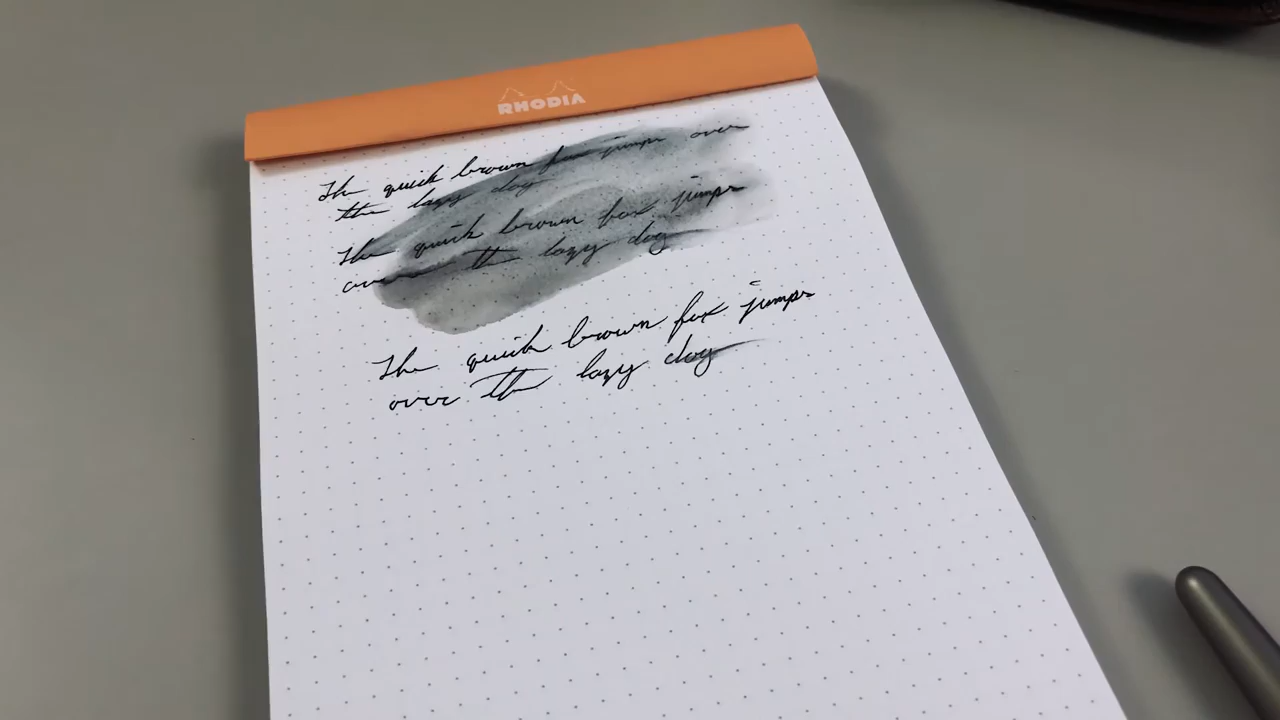 RHODIA
The quick brown fox jumps over
the lazy dog
The quick brown fox jumps
over the lazy dog
The quick brown fox jumps
over the lazy dog